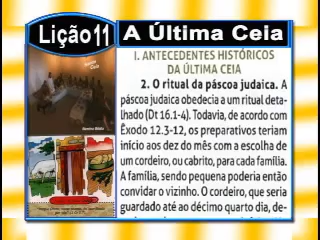 Lição 11
A Última Ceia
I. ANTECEDENTES HISTÓRICOS
DA ÚLTIMA CEIA
2. O ritual da páscoa judaica. A
páscoa judaica obedecia a um ritual deta-
lhado (Dt 16.1-4). Todavia, de acordo com
Êxodo 12.3-12, os preparativos teriam
início aos dez do mês com a escolha de
um cordeiro, ou cabrito, para cada família.
A família, sendo pequena poderia então
convidar o vizinho. O cordeiro, que seria
guardado até ao décimo quarto dia, de-